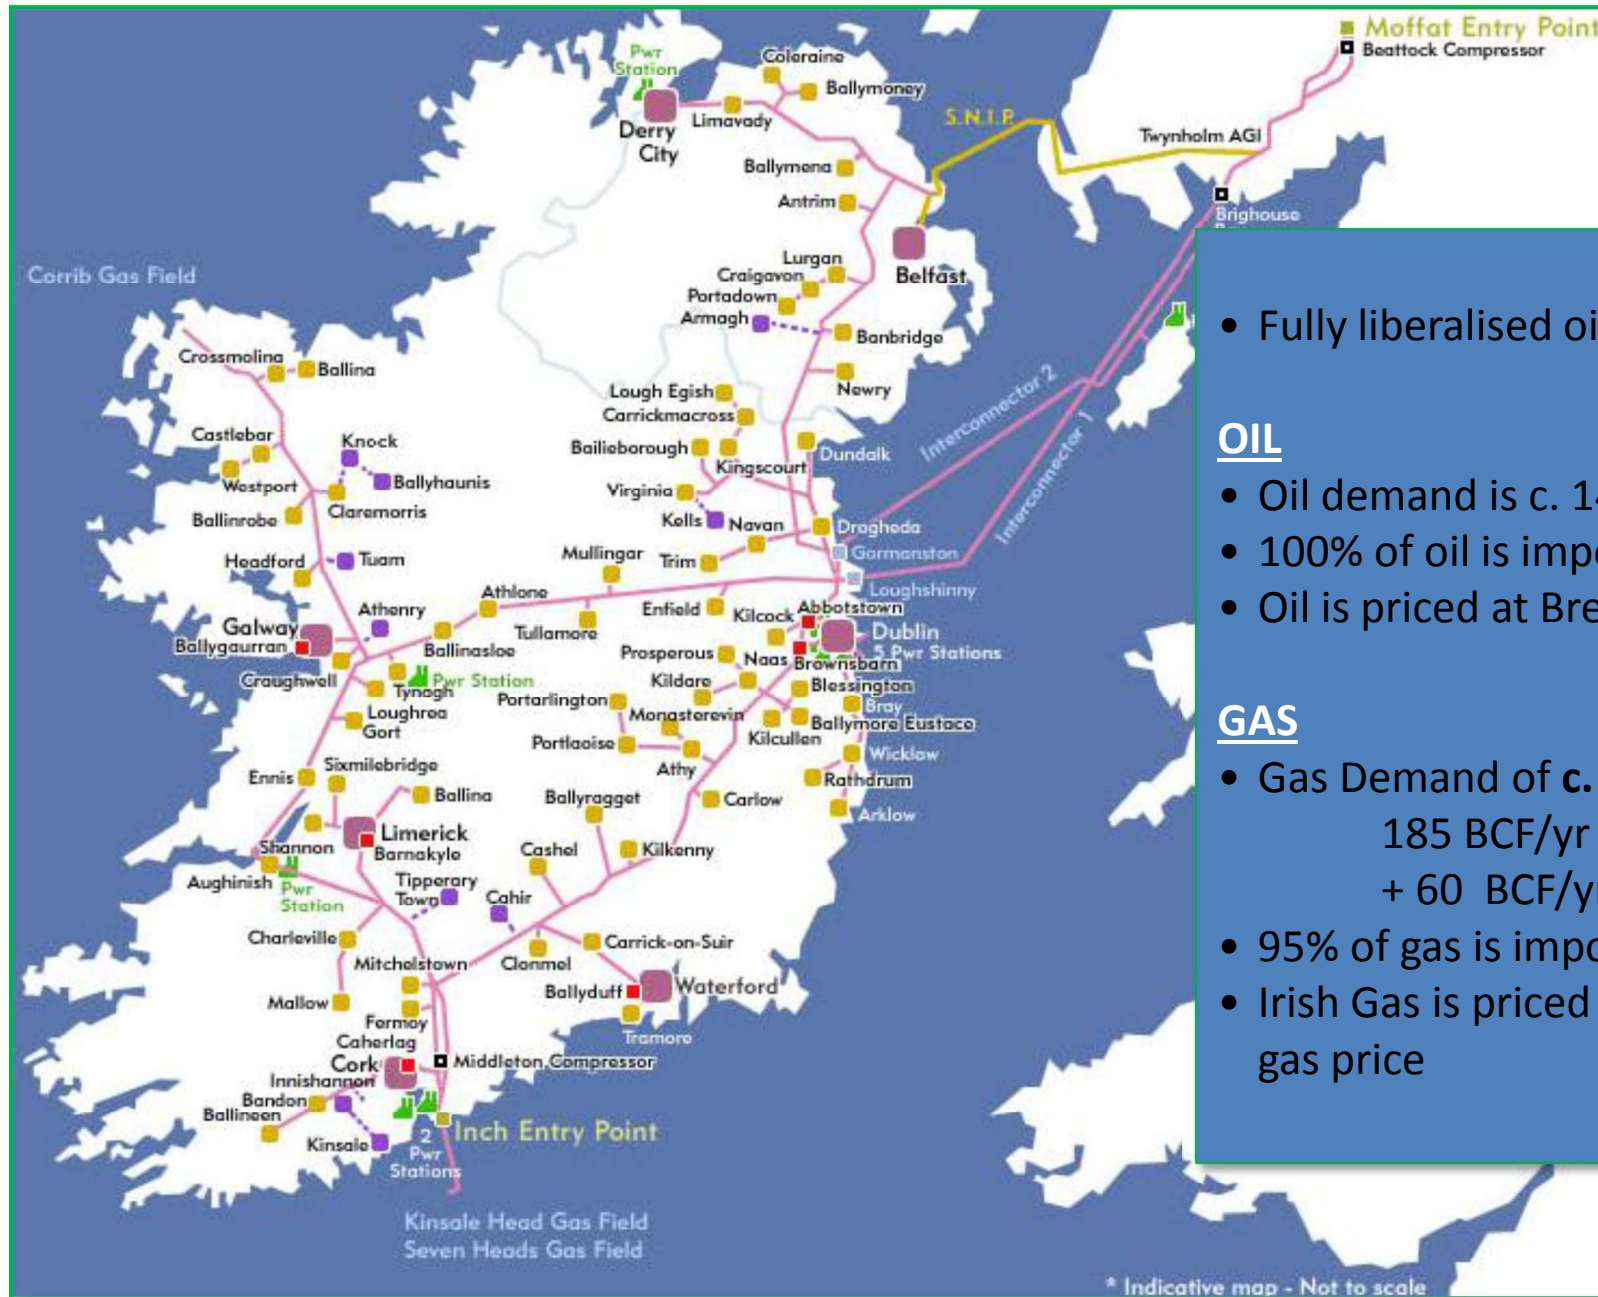 Moffat Entry Point
Beattock Compressor
Pwr
Station
Coleraine
Ballymoney
Limavady
Derry
City
S.N.I.P.
Twynholm AGI
Ballymena
Antrim
Brighouse
Belfast
Corrib Gas Field
Lurgan
Craigavon
Portadown
Armagh
Banbridge
Newry
Crossmolina
Ballina
Lough Egish
Carrickmacross
Bailieborough
Kingscourt
Dundalk
Interconnector 2
Interconnector 1
Castlebar
Knock
Westport
Ballyhaunis
Claremorris
Ballinrobe
Virginia
Kells
Navan
Drogheda
Gormanston
Headford
Tuam
Mullingar
Trim
Loughshinny
Athlone
Enfield
Kilcock
Abbotstown
Athenry
Galway
Ballygaurran
Tullamore
Ballinasloe
Dublin
5 Pwr Stations
Prosperous
Naas
Brownsbarn
Craughwell
Tynagh
Pwr Station
Kildare
Blessington
Portarlington
Bray
Loughrea
Monasterevin
Ballymore Eustace
Gort
Kilcullen
Portlaoise
Athy
Wicklow
Rathdrum
Ennis
Sixmilebridge
Ballina
Ballyragget
Carlow
Arklow
Limerick
Shannon
Barnakyle
Cashel
Kilkenny
Aughinish
Pwr
Station
Tipperary
Town
Cahir
Charleville
Carrick-on-Suir
Mitchelstown
Clonmel
Ballyduff
Waterford
Mallow
Fermoy
Tramore
Caherlag
Cork
Middleton Compressor
Innishannon
Bandon
Ballineen
Kinsale
2
Pwr
Stations
Inch Entry Point
Kinsale Head Gas Field
Seven Heads Gas Field
* Indicative map - Not to scale
• Fully liberalised oi
OIL
• Oil demand is c. 14
• 100% of oil is impo
• Oil is priced at Bre
GAS
• Gas Demand of c.
185 BCF/yr
+ 60 BCF/yr
• 95% of gas is impo
• Irish Gas is priced
gas price